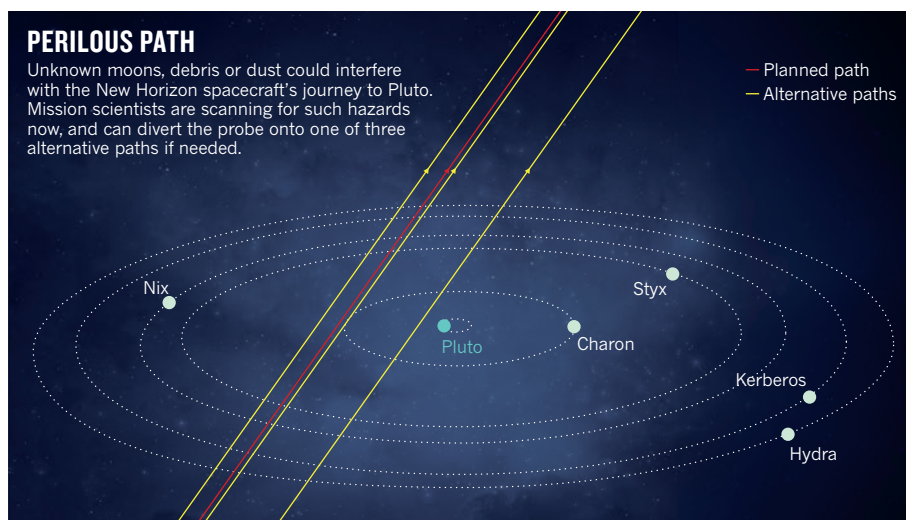 PERILOUS PATH
Unknown moons, debris or dust could interfere
with the New Horizon spacecraft's journey to Pluto.
Mission scientists are scanning for such hazards
now, and can divert the probe onto one of three
alternative paths if needed.
Planned path
Alternative paths
Nix
Styx
Pluto
Charon
Kerberos
Hydra